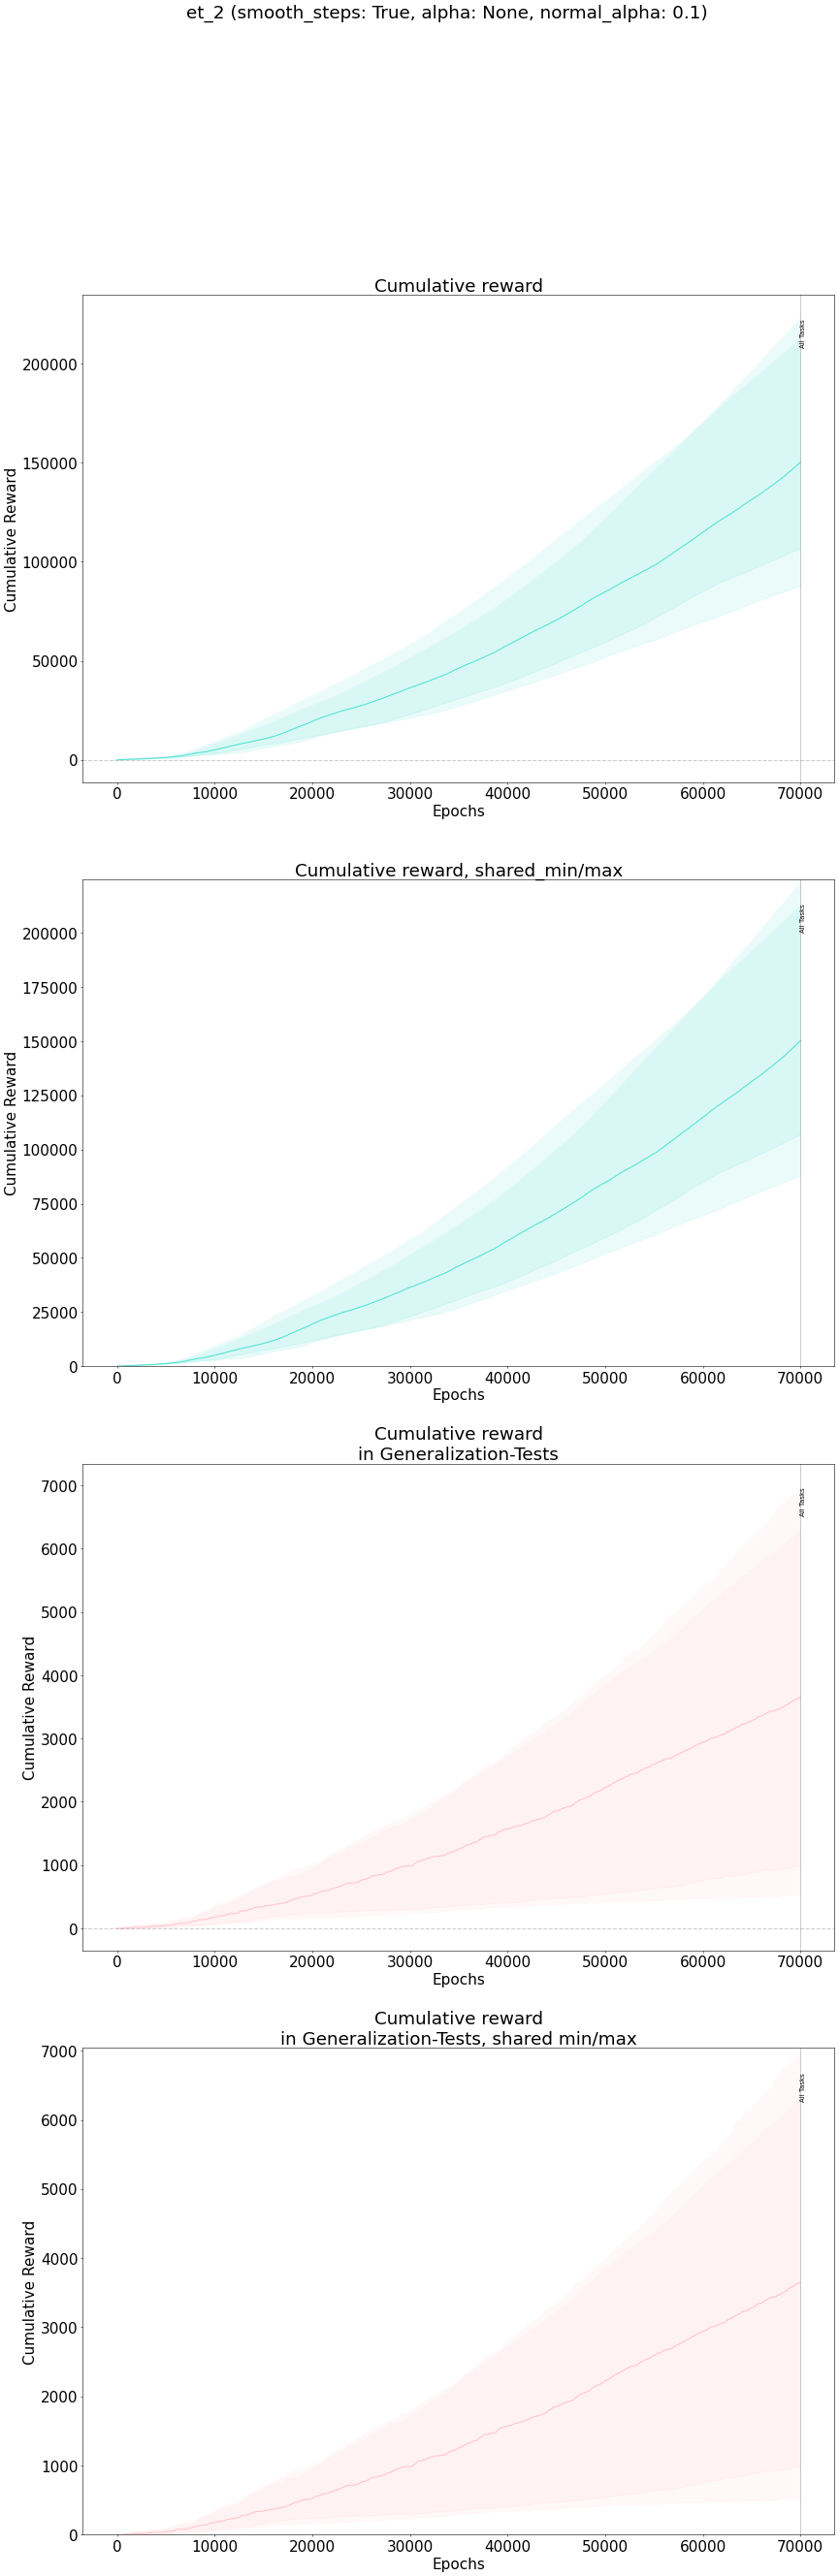 et_2 (smooth_steps: True, alpha: None, normal_alpha: 0.1)
Cumulative reward
All Tasks
200000
150000
100000
50000
0
Cumulative Reward
0 10000 20000 30000 40000 50000 60000 70000
Epochs
Cumulative reward, shared_min/max
All Tasks
200000
175000
150000
125000
100000
75000
50000
25000
0
Cumulative Reward
0 10000 20000 30000 40000 50000 60000 70000
Epochs
Cumulative reward
in Generalization-Tests
All Tasks
7000
6000
5000
4000
3000
2000
1000
0
Cumulative Reward
0 10000 20000 30000 40000 50000 60000 70000
Epochs
Cumulative reward
in Generalization-Tests, shared min/max
All Tasks
7000
6000
5000
4000
3000
2000
1000
0
Cumulative Reward
0 10000 20000 30000 40000 50000 60000 70000
Epochs